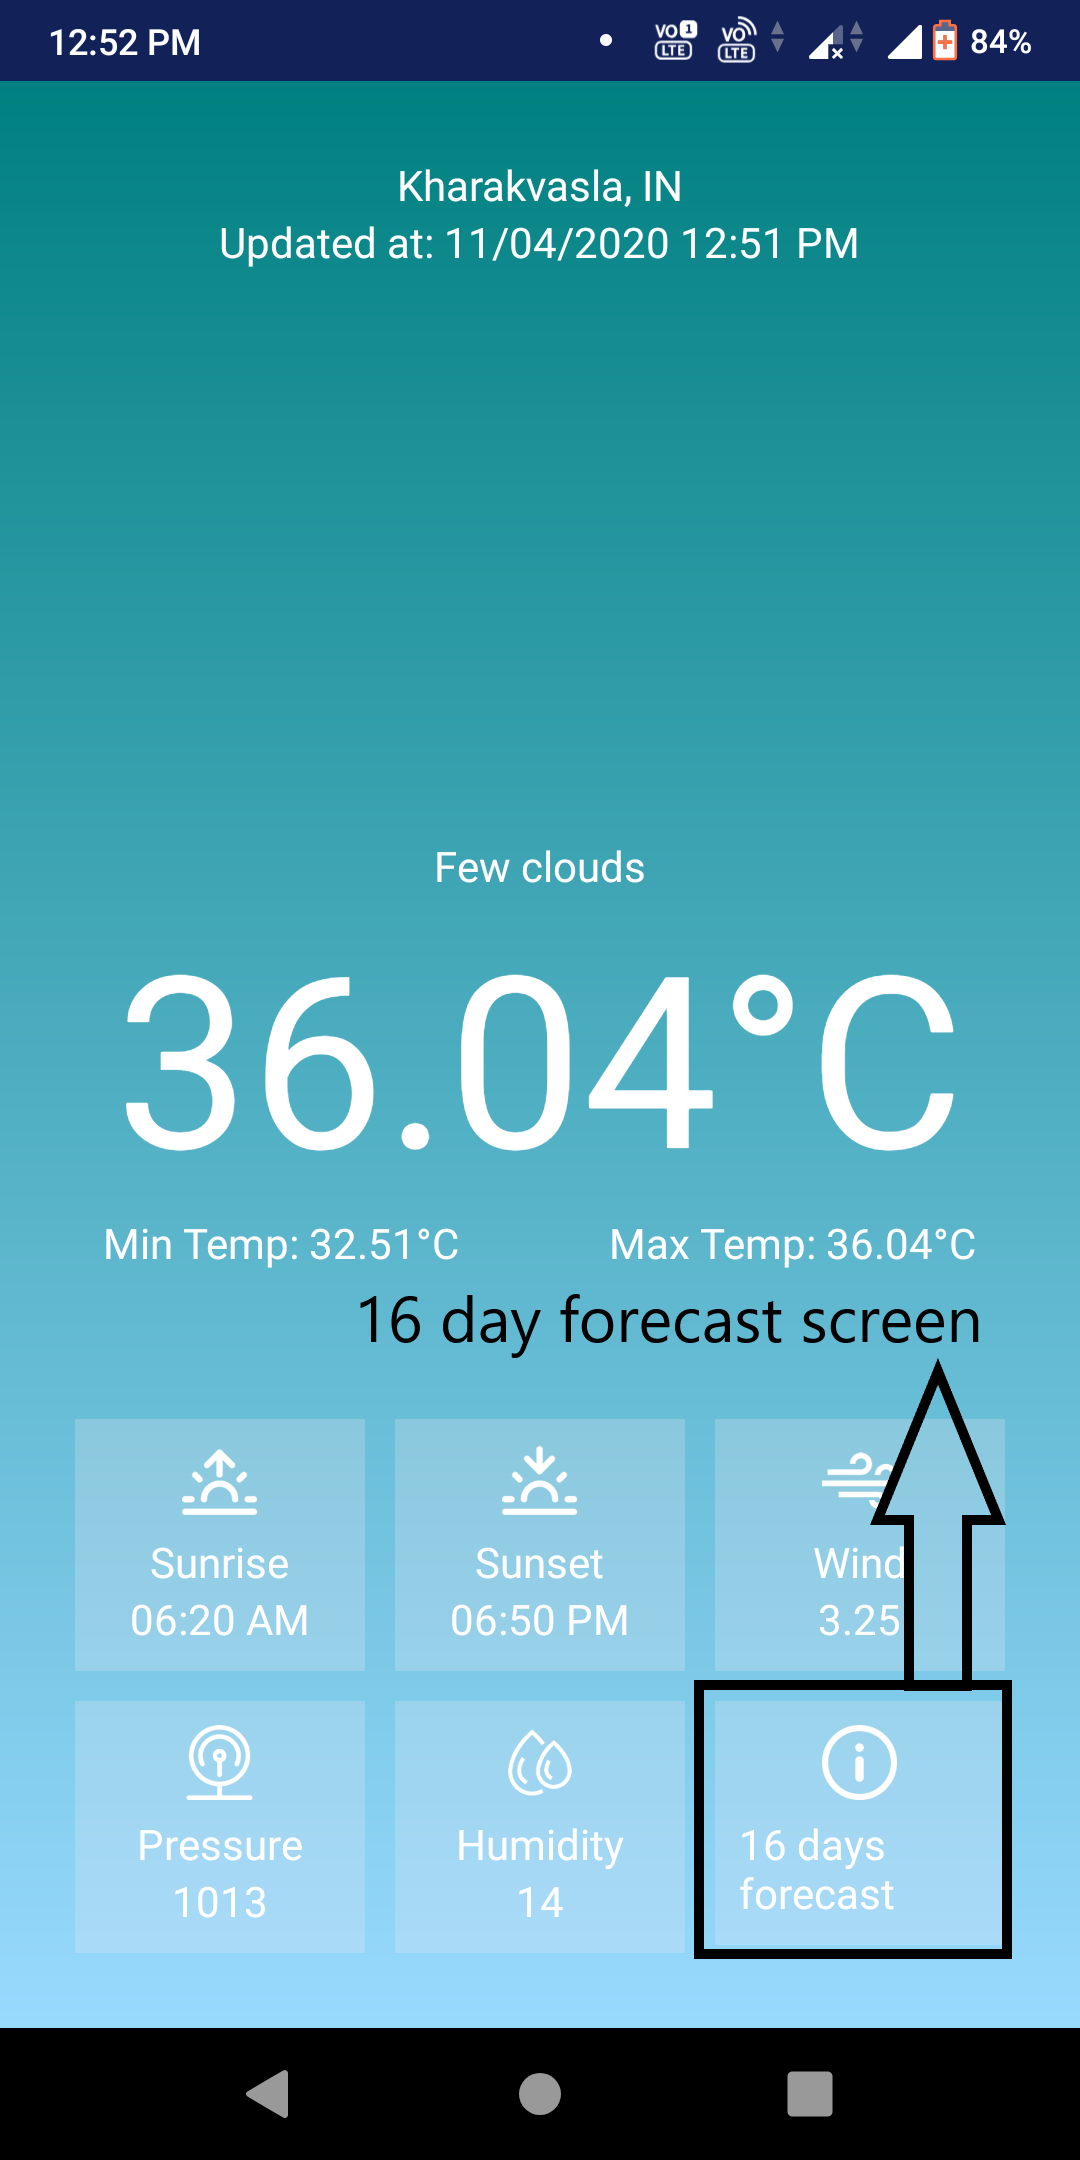 12:52 PM
VO 1
LTE
VO
LTE
84%
Kharakvasla, IN
Updated at: 11/04/2020 12:51 PM
Few clouds
36.04°C
Min Temp: 32.51°C
Max Temp: 36.04°C
16 day forecast screen
Sunrise
06:20 AM
Sunset
06:50 PM
Wind
3.25
Pressure
1013
Humidity
14
16 days
forecast